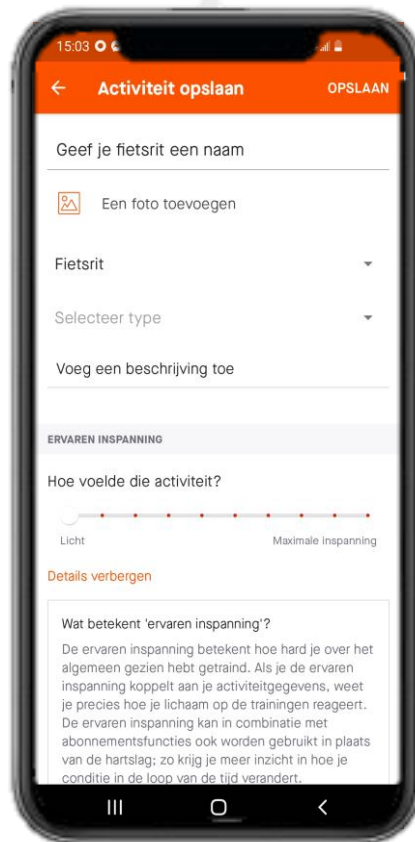 15:03
Activiteit opslaan OPSLAAN
Geef je fietsrit een naam
Een foto toevoegen
Fietsrit
Selecteer type
Voeg een beschrijving toe
ERVAREN INSPANNING
Hoe voelde die activiteit?
Licht Maximale inspanning
Details verbergen
Wat betekent 'ervaren inspanning'?
De ervaren inspanning betekent hoe hard je over het
algemeen gezien hebt getraind. Als je de ervaren
inspanning koppelt aan je activiteitgegevens, weet
je precies hoe je lichaam op de trainingen reageert.
De ervaren inspanning kan in combinatie met
abonnementsfuncties ook worden gebruikt in plaats
van de hartslag; zo krijg je meer inzicht in hoe je
conditie in de loop van de tijd verandert.